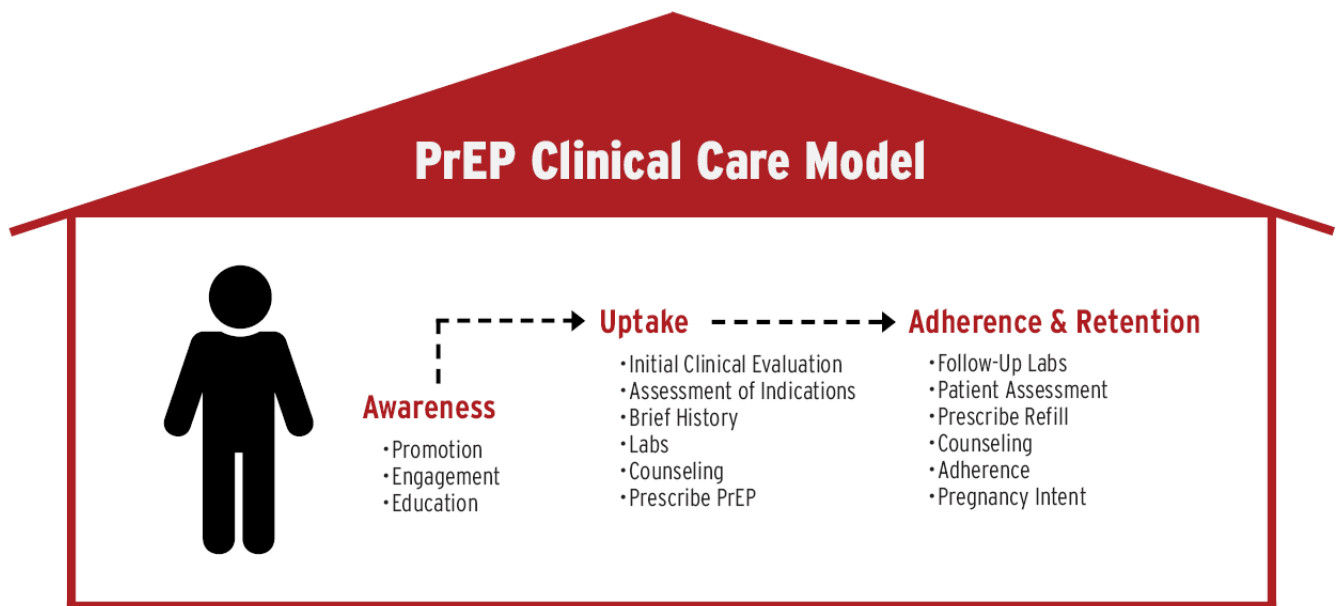 PrEP Clinical Care Model
Awareness
• Promotion
• Engagement
• Education
Uptake
• Initial Clinical Evaluation
• Assessment of Indications
• Brief History
• Labs
• Counseling
• Prescribe PrEP
Adherence & Retention
• Follow-Up Labs
• Patient Assessment
• Prescribe Refill
• Counseling
• Adherence
• Pregnancy Intent